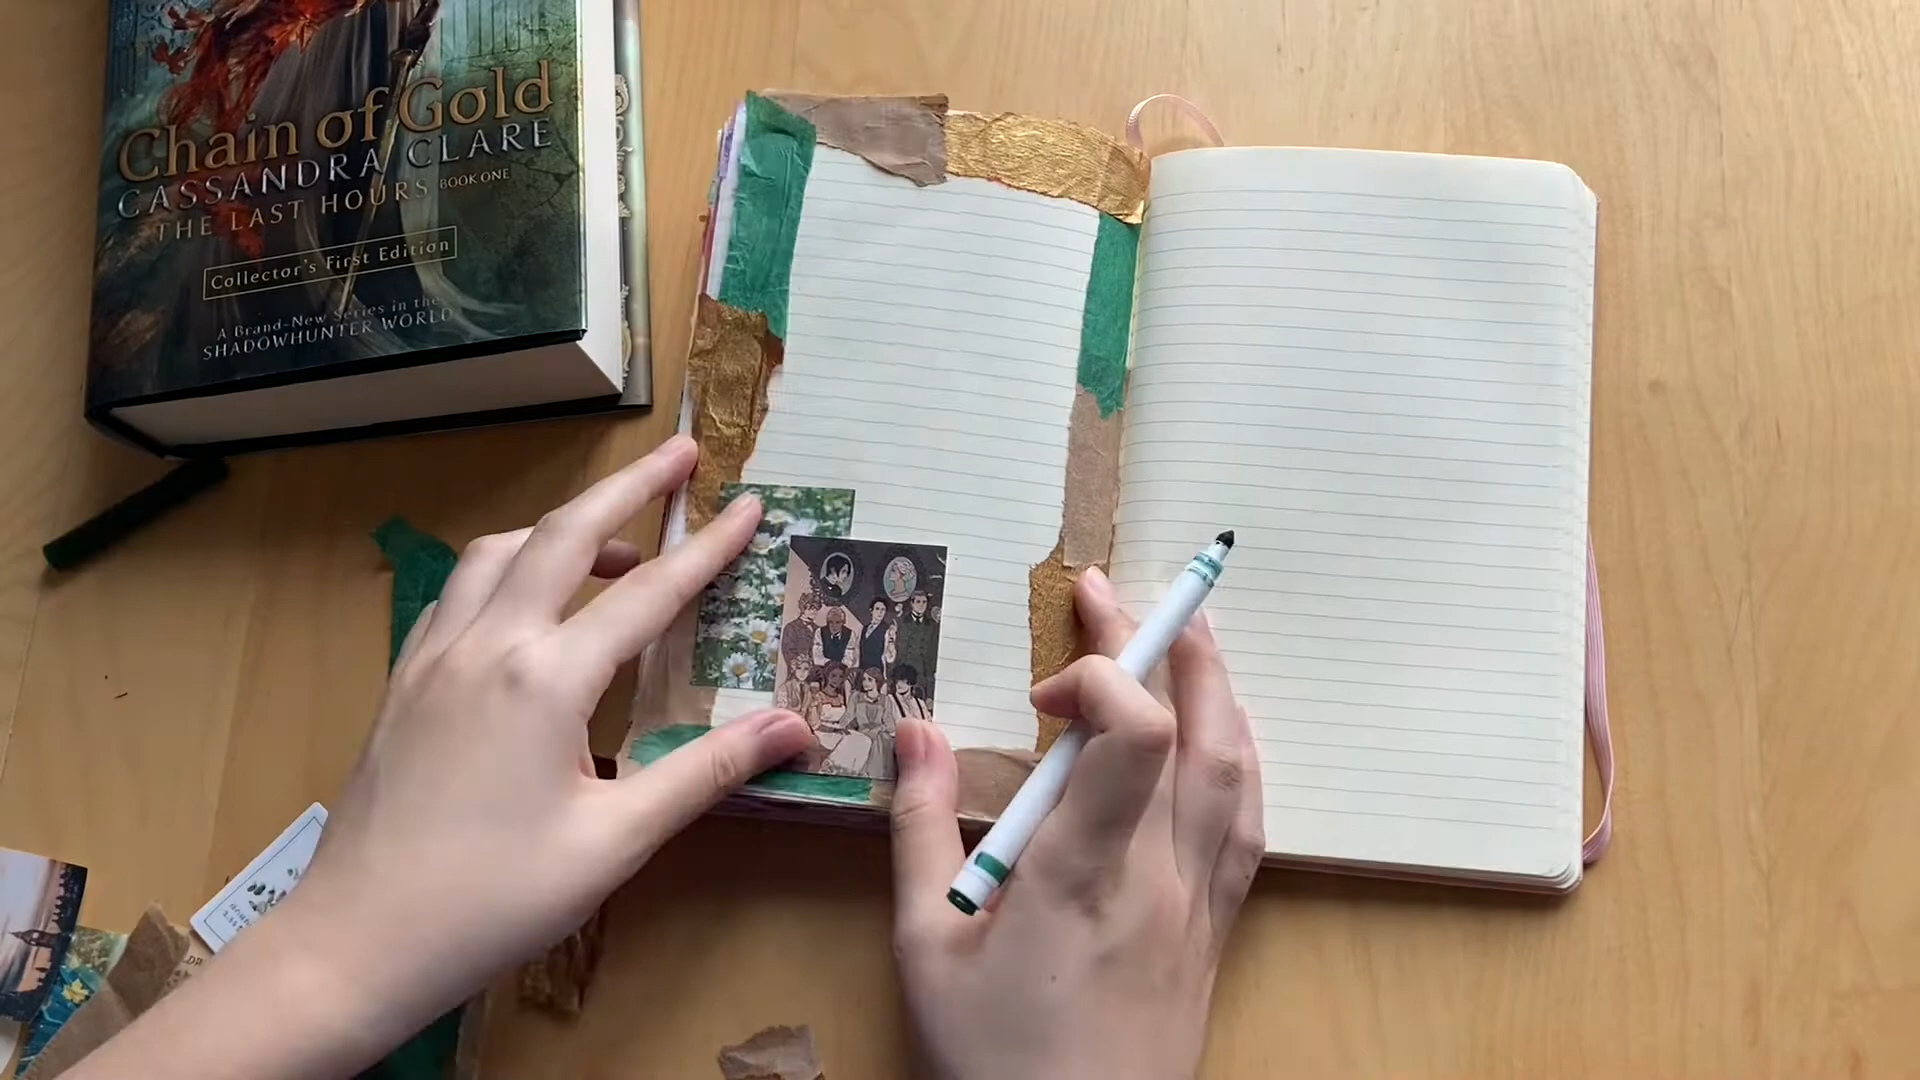 Chain of Gold
CASSANDRA CLARE
THE LAST HOURS BOOK ONE
Collector's First Edition
A Brand-New Series in the
SHADOWHUNTER WORLD